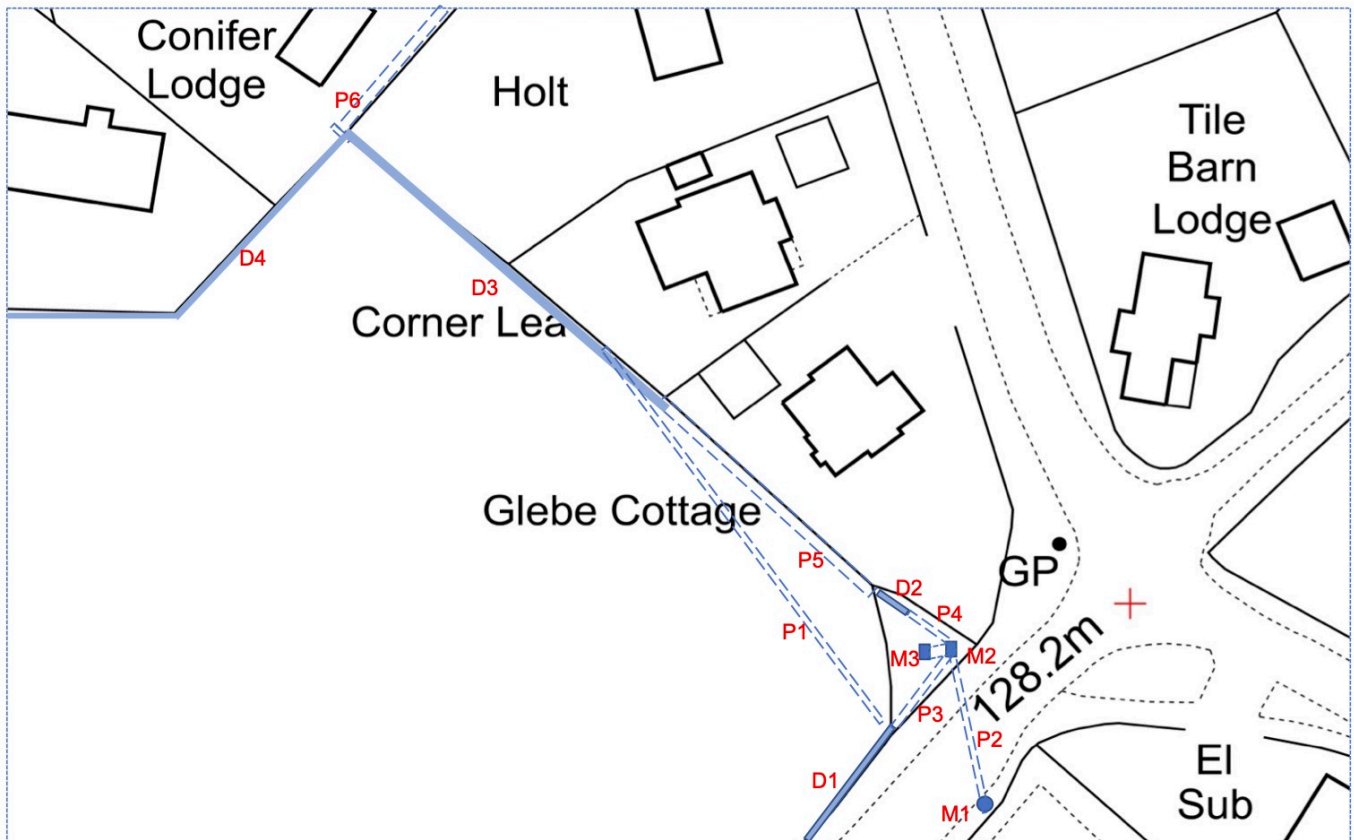 Conifer
Lodge
P6
Holt
Tile
Barn
Lodge
D4
D3
Corner Lea
Glebe Cottage
P5
GP
D2
P4
P1
M3
M2
128.2m
P3
P2
D1
M1
El
Sub